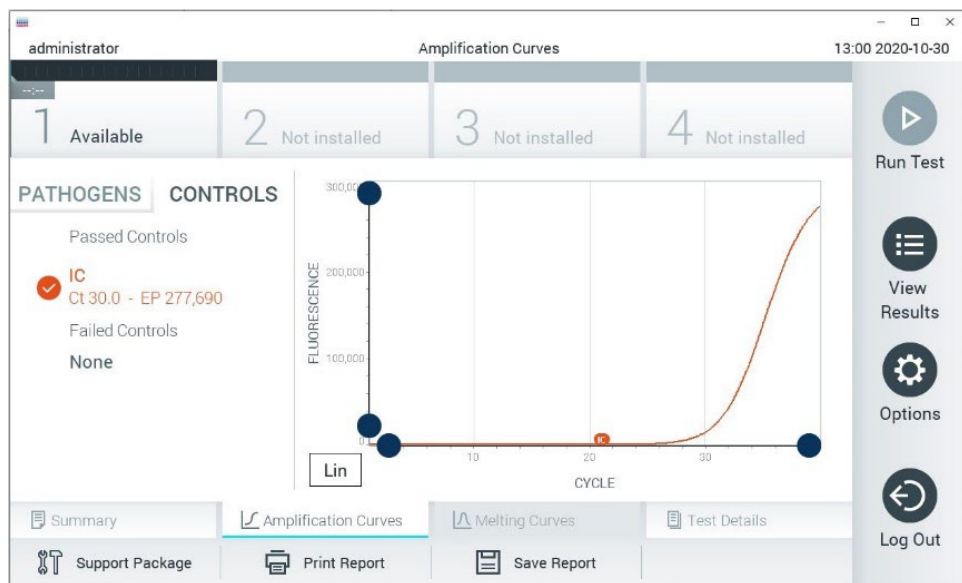 administrator
Amplification Curves
13:00 2020-10-30
--:--
1 Available
2 Not installed
3 Not installed
4 Not installed
Run Test
View
Results
Options
Log Out
PATHOGENS CONTROLS
Passed Controls
IC
Ct 30.0 - EP 277,690
Failed Controls
None
FLUORESCENCE
200,000
100,000
0
IC
10 20 30
CYCLE
Lin
Summary
Amplification Curves
Melting Curves
Test Details
Support Package
Print Report
Save Report